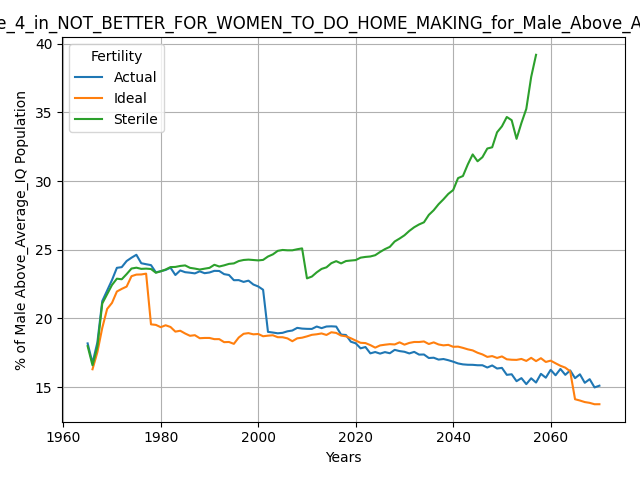 e_4_in_NOT_BETTER_FOR_WOMEN_TO_DO_HOME_MAKING_for_Male_Above_A
Fertility
Actual
Ideal
Sterile
% of Male Above_Average_IQ Population
40
35
30
25
20
15
1960
1980
2000
2020
2040
2060
Years